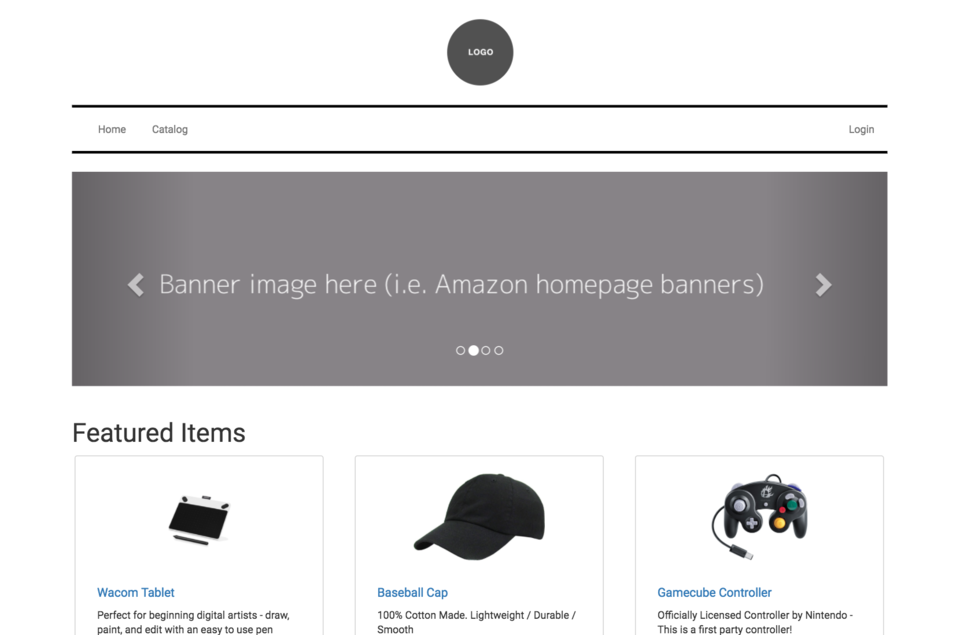 LOGO
Home
Catalog
Login
Banner image here (i.e. Amazon homepage banners)
Featured Items
Wacom Tablet
Perfect for beginning digital artists - draw,
paint, and edit with an easy to use pen
Baseball Cap
100% Cotton Made. Lightweight / Durable /
Smooth
Gamecube Controller
Officially Licensed Controller by Nintendo -
This is a first party controller!